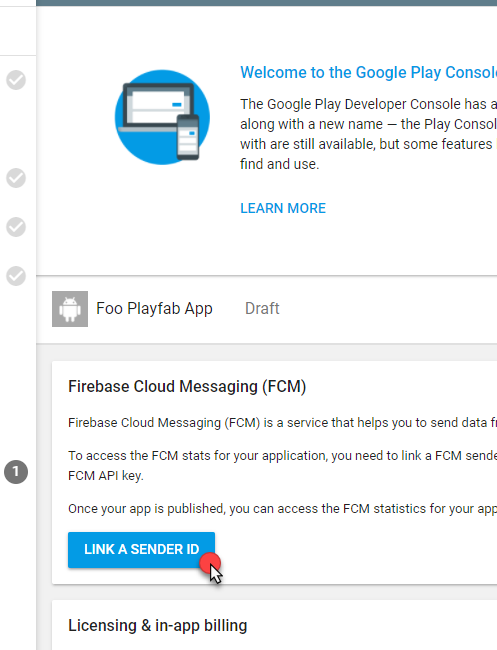 Welcome to the Google Play Console
The Google Play Developer Console has a
along with a new name — the Play Consol
with are still available, but some features
find and use.
LEARN MORE
Foo Playfab App Draft
Firebase Cloud Messaging (FCM)
Firebase Cloud Messaging (FCM) is a service that helps you to send data fr
To access the FCM stats for your application, you need to link a FCM sende
1
FCM API key.
Once your app is published, you can access the FCM statistics for your app
LINK A SENDER ID
Licensing & in-app billing